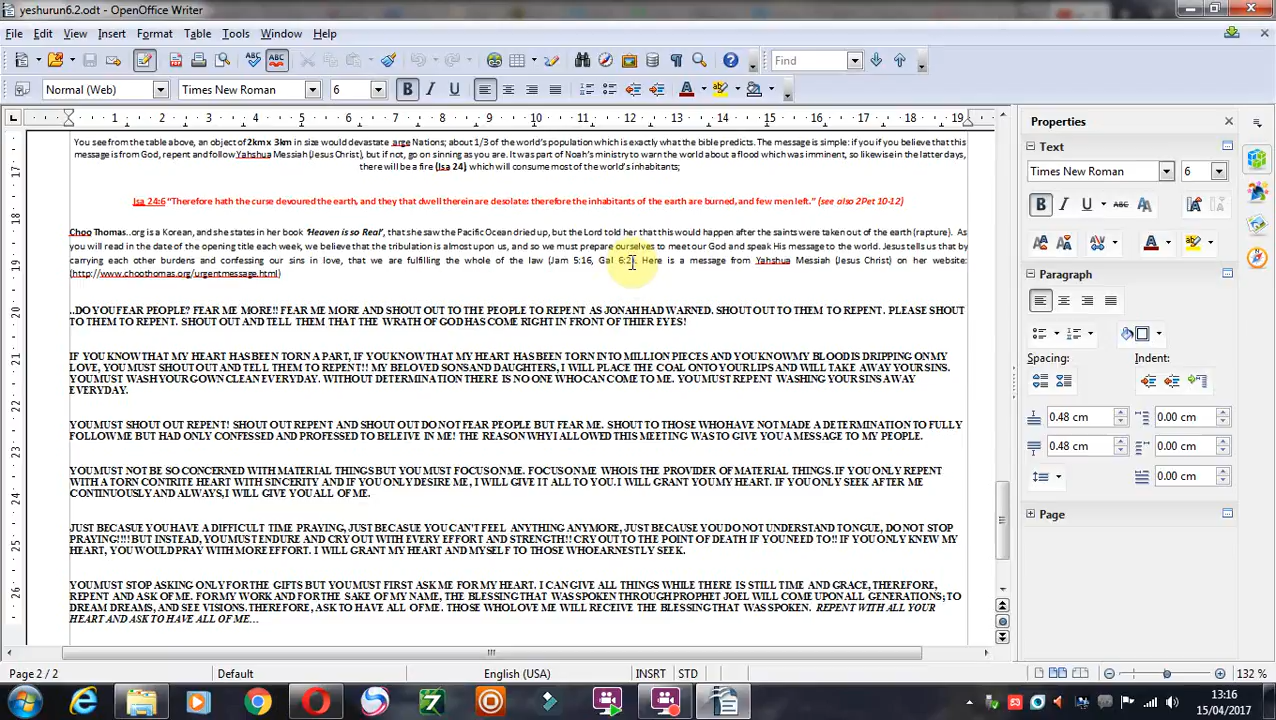 yeshurun6.2.odt - OpenOffice Writer
File Edit View Insert Format Table Tools Window Help
Find
Normal (Web) Times New Roman 6 B I U
1 2 3 4 5 6 7 8 9 10 11 12 13 14 15 16 17 18 19
You see from the table above, an object of 2km x 3km in size would devastate arge Nations; about 1/3 of the world's population which is exactly what the bible predicts. The message is simple: if you if you believe that this
message is from God, repent and follow Yahshua Messiah (Jesus Christ), but if not, go on sinning as you are. It was part of Noah's ministry to warn the world about a flood which was imminent, so likewise in the latter days,
there will be a fire (Isa 24) which will consume most of the world's inhabitants;
Isa 24:6 "Therefore hath the curse devoured the earth, and they that dwell therein are desolate: therefore the inhabitants of the earth are burned, and few men left." (see also 2Pet 10-12)
Choo Thomas..org is a Korean, and she states in her book 'Heaven is so Real', that she saw the Pacific Ocean dried up, but the Lord told her that this would happen after the saints were taken out of the earth (rapture). As
you will read in the date of the opening title each week, we believe that the tribulation is almost upon us, and so we must prepare ourselves to meet our God and speak His message to the world. Jesus tells us that by
carrying each other burdens and confessing our sins in love, that we are fulfilling the whole of the law (Jam 5:16, Gal 6:2). Here is a message from Yahshua Messiah (Jesus Christ) on her website:
(http://www.choothomas.org/urgentmessage.html)
..DO YOU FEAR PEOPLE? FEAR ME MORE!! FEAR ME MORE AND SHOUT OUT TO THE PEOPLE TO REPENT AS JONAH HAD WARNED. SHOUT OUT TO THEM TO REPENT. PLEASE SHOUT
TO THEM TO REPENT. SHOUT OUT AND TELL THEM THAT THE WRATH OF GOD HAS COME RIGHT IN FRONT OF THIER EYES!
IF YOU KNOW THAT MY HEART HAS BEEN TORN A PART, IF YOU KNOW THAT MY HEART HAS BEEN TORN INTO MILLION PIECES AND YOU KNOW MY BLOOD IS DRIPPING ON MY
LOVE, YOU MUST SHOUT OUT AND TELL THEM TO REPENT!! MY BELOVED SONS AND DAUGHTERS, I WILL PLACE THE COAL ONTO YOUR LIPS AND WILL TAKE AWAY YOUR SINS.
YOU MUST WASH YOUR GOWN CLEAN EVERYDAY. WITHOUT DETERMINATION THERE IS NO ONE WHO CAN COME TO ME. YOU MUST REPENT WASHING YOUR SINS AWAY
EVERYDAY.
YOU MUST SHOUT OUT REPENT! SHOUT OUT REPENT AND SHOUT OUT DO NOT FEAR PEOPLE BUT FEAR ME. SHOUT TO THOSE WHO HAVE NOT MADE A DETERMINATION TO FULLY
FOLLOW ME BUT HAD ONLY CONFESSED AND PROFESSED TO BELEIVE IN ME! THE REASON WHY I ALLOWED THIS MEETING WAS TO GIVE YOU A MESSAGE TO MY PEOPLE.
YOU MUST NOT BE SO CONCERNED WITH MATERIAL THINGS BUT YOU MUST FOCUS ON ME. FOCUS ON ME WHO IS THE PROVIDER OF MATERIAL THINGS. IF YOU ONLY REPENT
WITH A TORN CONTRITE HEART WITH SINCERITY AND IF YOU ONLY DESIRE ME, I WILL GIVE IT ALL TO YOU. I WILL GRANT YOU MY HEART. IF YOU ONLY SEEK AFTER ME
CONTINUOUSLY AND ALWAYS, I WILL GIVE YOU ALL OF ME.
JUST BECASUE YOU HAVE A DIFFICULT TIME PRAYING, JUST BECASUE YOU CAN'T FEEL ANYTHING ANYMORE, JUST BECAUSE YOU DO NOT UNDERSTAND TONGUE, DO NOT STOP
PRAYING!!!! BUT INSTEAD, YOU MUST ENDURE AND CRY OUT WITH EVERY EFFORT AND STRENGTH!! CRY OUT TO THE POINT OF DEATH IF YOU NEED TO!! IF YOU ONLY KNEW MY
HEART, YOU WOULD PRAY WITH MORE EFFORT. I WILL GRANT MY HEART AND MYSELF TO THOSE WHO EARNESTLY SEEK.
YOU MUST STOP ASKING ONLY FOR THE GIFTS BUT YOU MUST FIRST ASK ME FOR MY HEART. I CAN GIVE ALL THINGS WHILE THERE IS STILL TIME AND GRACE, THEREFORE,
REPENT AND ASK OF ME. FOR MY WORK AND FOR THE SAKE OF MY NAME, THE BLESSING THAT WAS SPOKEN THROUGH PROPHET JOEL WILL COME UPON ALL GENERATIONS; TO
DREAM DREAMS, AND SEE VISIONS. THEREFORE, ASK TO HAVE ALL OF ME. THOSE WHO LOVE ME WILL RECEIVE THE BLESSING THAT WAS SPOKEN. REPENT WITH ALL YOUR
HEART AND ASK TO HAVE ALL OF ME...
17
18
19
20
21
22
23
24
25
26
Properties
Text
Times New Roman 6
Paragraph
Spacing: Indent:
0.48 cm 0.00 cm
0.48 cm 0.00 cm
0.00 cm
Page
Page 2 / 2 Default English (USA) INSRT STD 132 %
13:16
15/04/2017